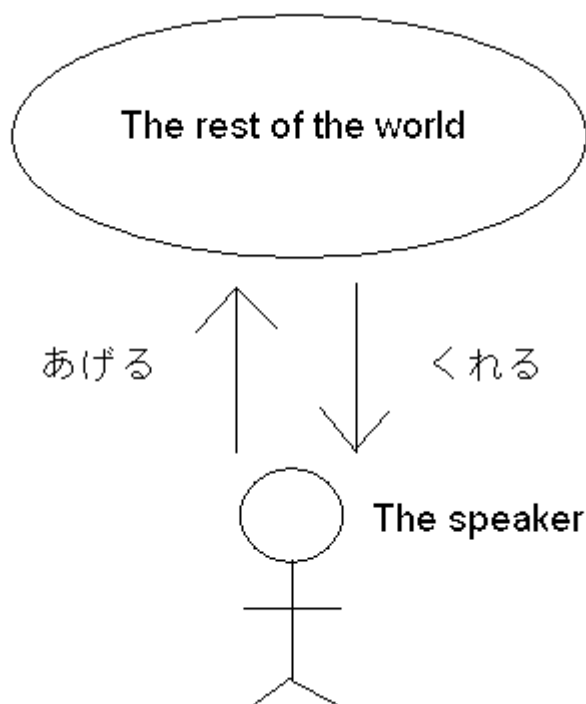 The rest of the world
あげる
くれる
The speaker